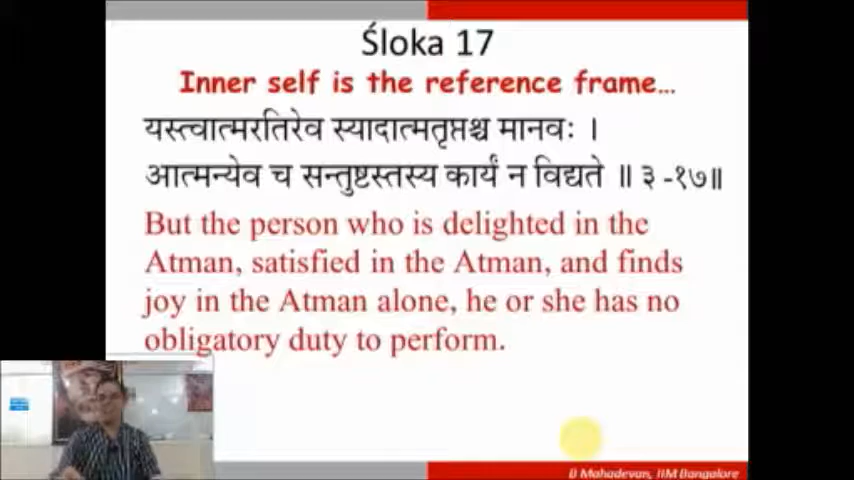 Śloka 17
Inner self is the reference frame...
यस्त्वात्मरतिरेव स्यादात्मतृप्तश्च मानवः ।
आत्मन्येव च सन्तुष्टस्तस्य कार्यं न विद्यते ॥ ३ -१७॥
But the person who is delighted in the
Atman, satisfied in the Atman, and finds
joy in the Atman alone, he or she has no
obligatory duty to perform.
B Mahadevan, IIM Bangalore